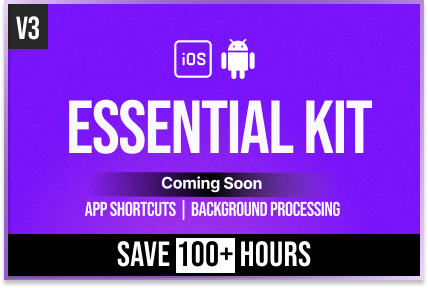 V3
iOS
ESSENTIAL KIT
Coming Soon
APP SHORTCUTS | BACKGROUND PROCESSING
SAVE 100+ HOURS